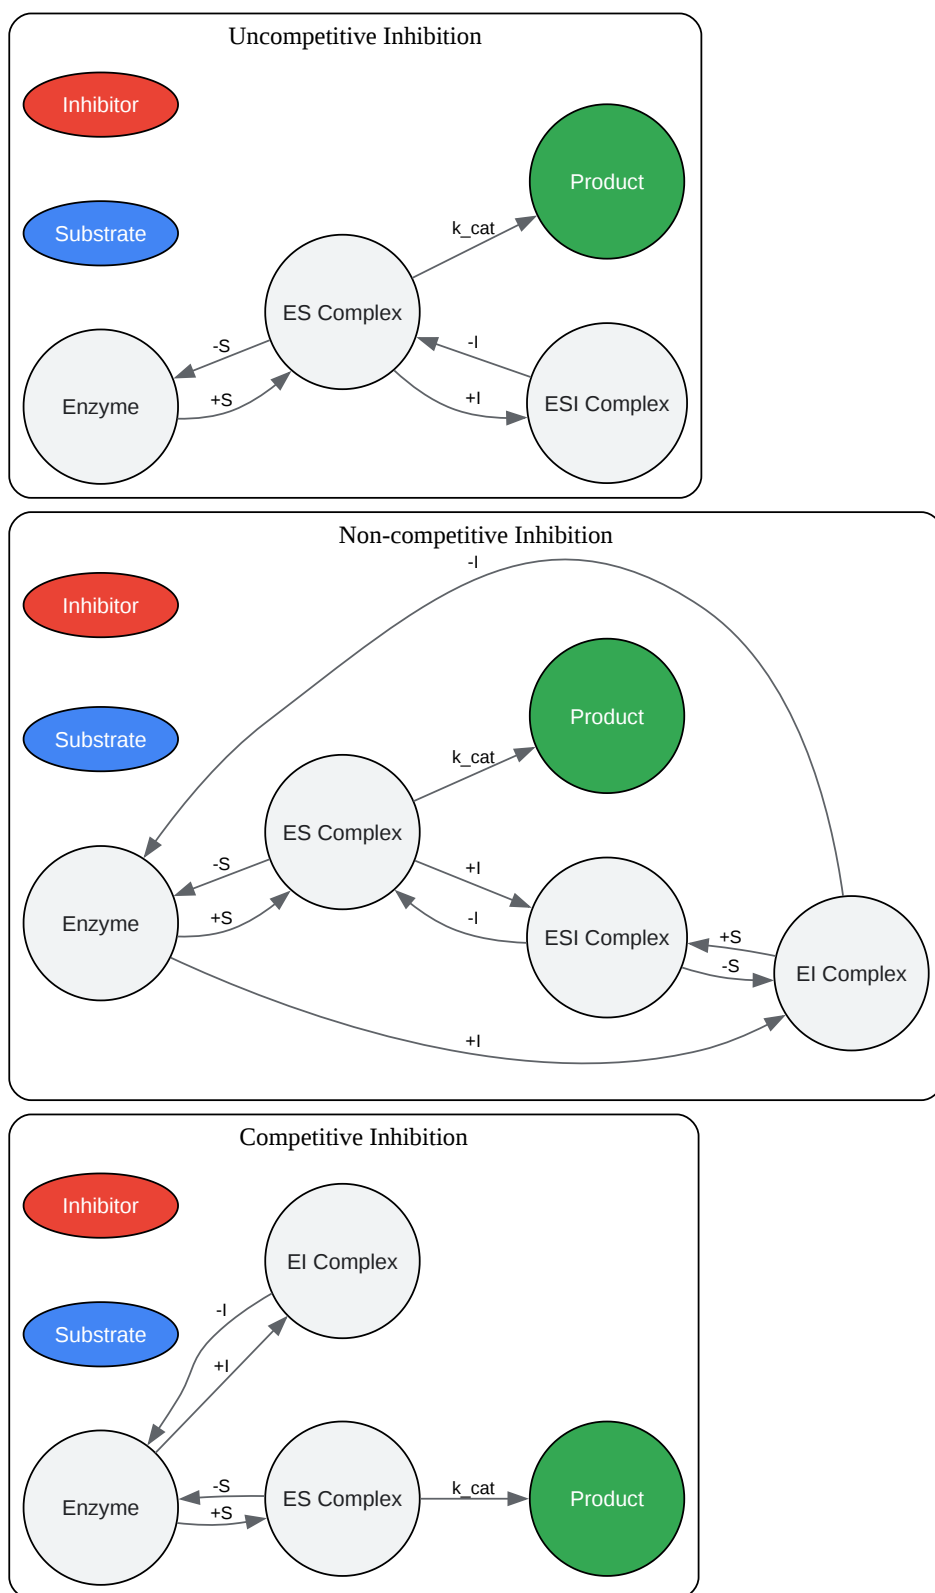 Uncompetitive Inhibition
Inhibitor
Product
k_cat
Substrate
ES Complex
-S
-I
+S
+I
Enzyme
ESI Complex
Non-competitive Inhibition
-I
Inhibitor
Product
Substrate
k_cat
ES Complex
-S
+I
+S
-I
Enzyme
ESI Complex
+S
-S
EI Complex
+I
Competitive Inhibition
Inhibitor
EI Complex
-I
Substrate
+I
-S
k_cat
Enzyme
ES Complex
Product
+S